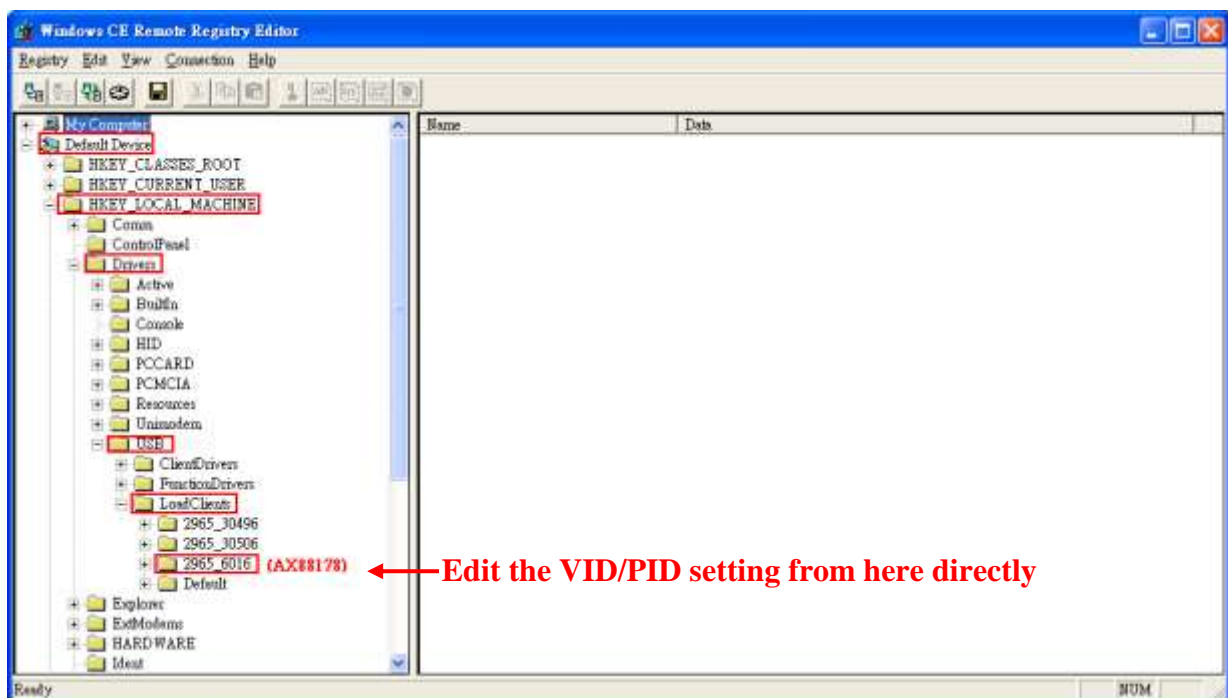 Windows CE Remote Registry Editor
Registry Edit View Connection Help
Name Data
My Computer
Default Device
HKEY_CLASSES_ROOT
HKEY_CURRENT_USER
HKEY_LOCAL_MACHINE
Comm
ControlPanel
Drivers
Active
BuiltIn
Console
HID
PCCARD
PCMCIA
Resources
Unimodem
USB
ClientDrivers
FunctionDrivers
LoadClients
2965_30496
2965_30506
2965_6016 (AX88178) Edit the VID/PID setting from here directly
Default
Explorer
ExtModems
HARDWARE
Ident
Ready NUM